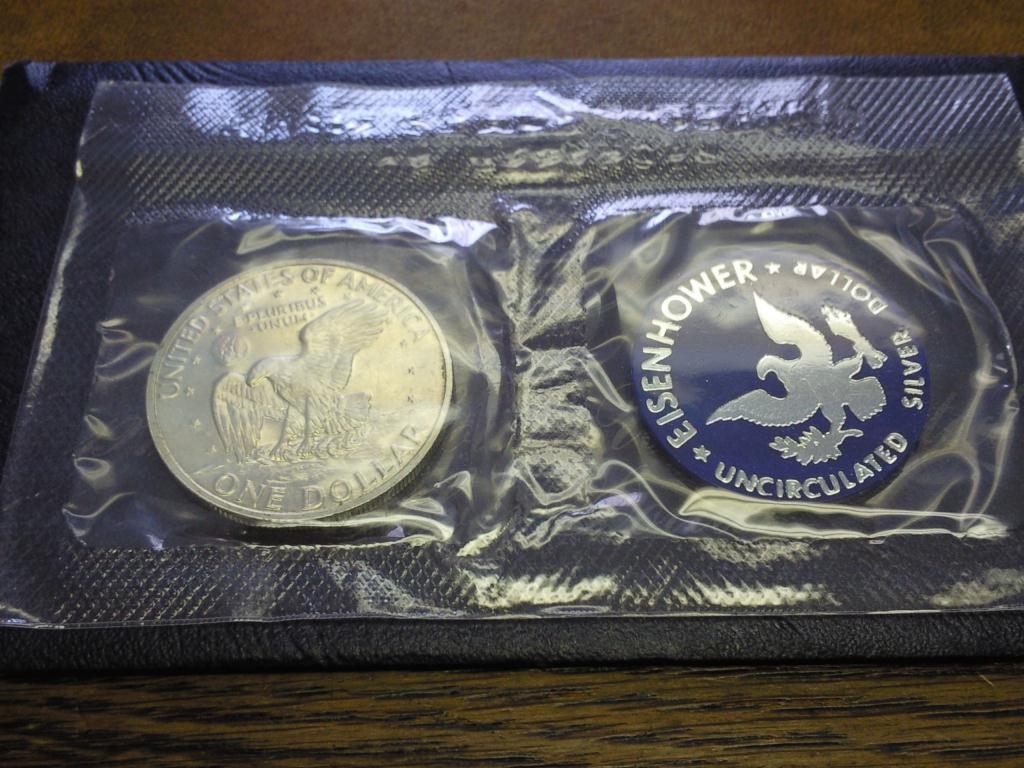 UNITED STATES OF AMERICA
E PLURIBUS
UNUM
ONE DOLLAR
EISENHOWER
DOLLAR
SILVER
UNCIRCULATED